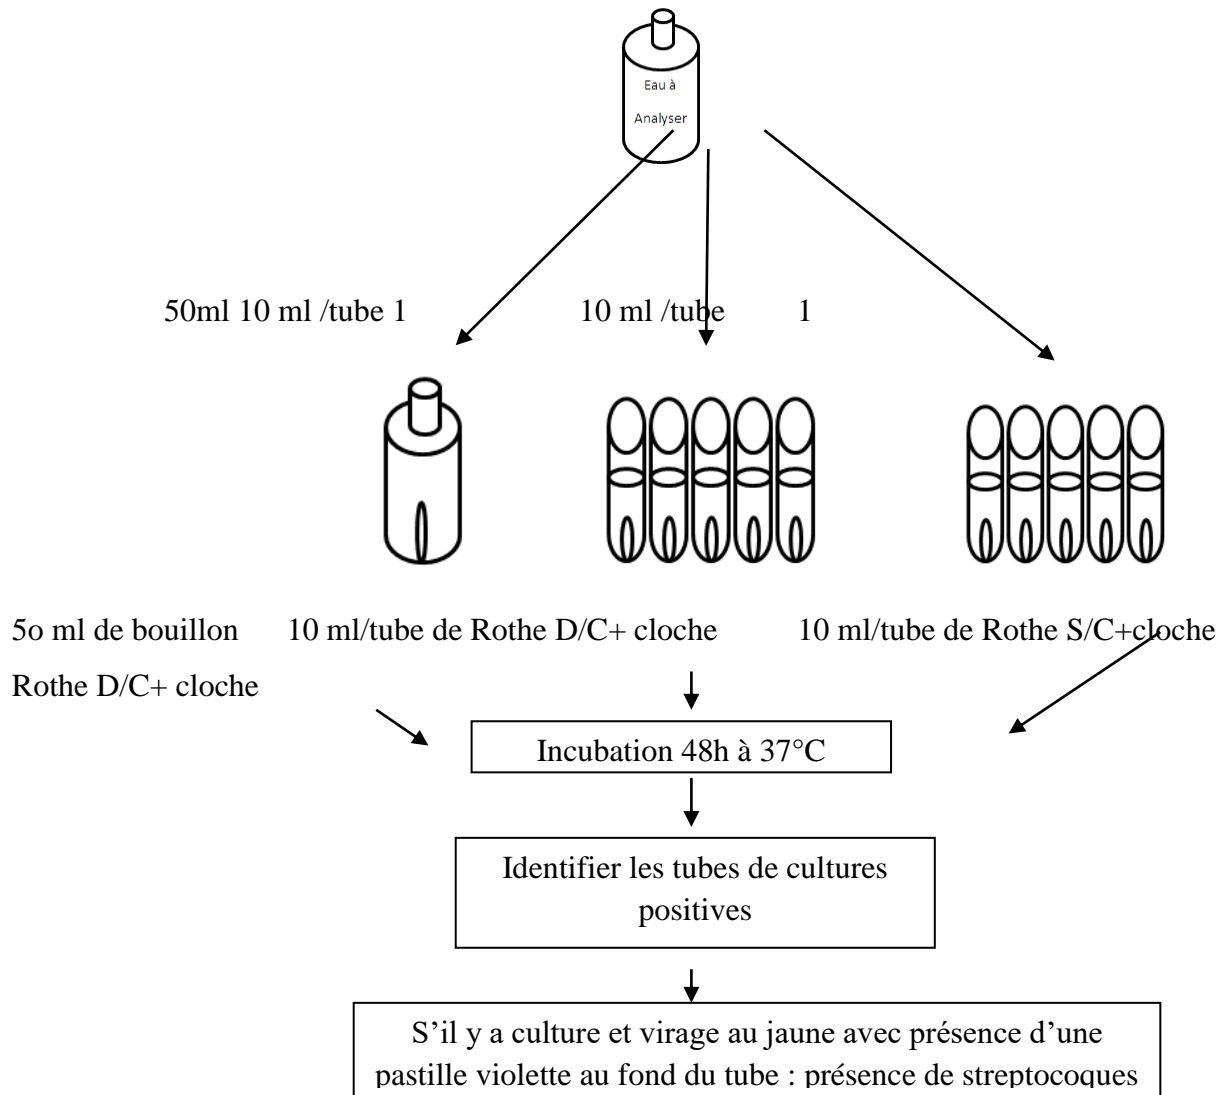 Eau à
Analyser
50ml 10 ml /tube 1 10 ml /tube 1
5o ml de bouillon 10 ml/tube de Rothe D/C+ cloche 10 ml/tube de Rothe S/C+cloche
Rothe D/C+ cloche
Incubation 48h à 37°C
Identifier les tubes de cultures
positives
S’il y a culture et virage au jaune avec présence d’une
pastille violette au fond du tube : présence de streptocoques